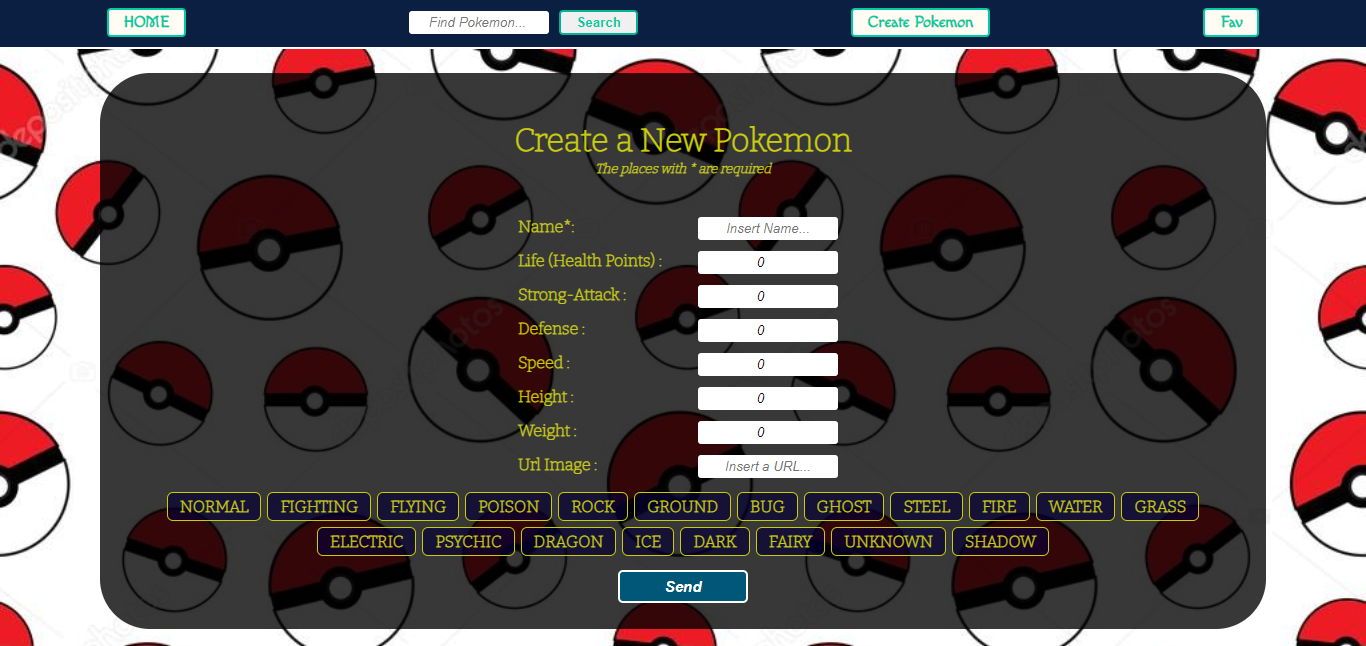 HOME Find Pokemon... Search Create Pokemon Fav
Create a New Pokemon
The places with * are required
Name*: Insert Name...
Life (Health Points) : 0
Strong-Attack : 0
Defense : 0
Speed : 0
Height : 0
Weight : 0
Url Image : Insert a URL...
NORMAL FIGHTING FLYING POISON ROCK GROUND BUG GHOST STEEL FIRE WATER GRASS
ELECTRIC PSYCHIC DRAGON ICE DARK FAIRY UNKNOWN SHADOW
Send